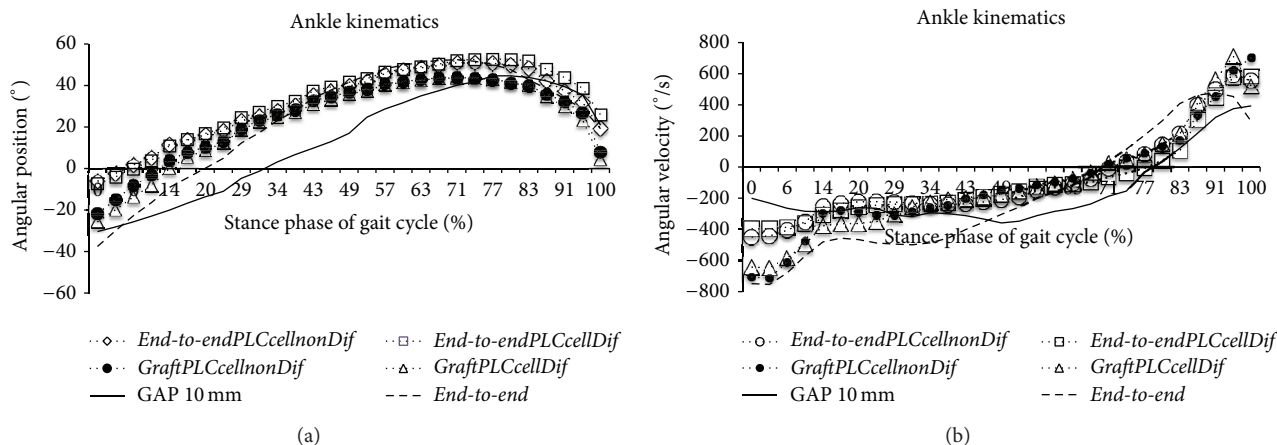 Ankle kinematics
60
40
20
0
−20
−40
−60
Angular position (°)
14 20 29 34 43 49 57 63 71 77 83 91 100
Stance phase of gait cycle (%)
End-to-endPLCcellnonDif
End-to-endPLCcellDif
GraftPLCcellnonDif
GraftPLCcellDif
GAP 10 mm
End-to-end
(a)
Ankle kinematics
800
600
400
200
0
−200
−400
−600
−800
Angular velocity (°/s)
0 6 14 20 29 34 43 49 57 63 71 77 83 91 100
Stance phase of gait cycle (%)
End-to-endPLCcellnonDif
End-to-endPLCcellDif
GraftPLCcellnonDif
GraftPLCcellDif
GAP 10 mm
End-to-end
(b)